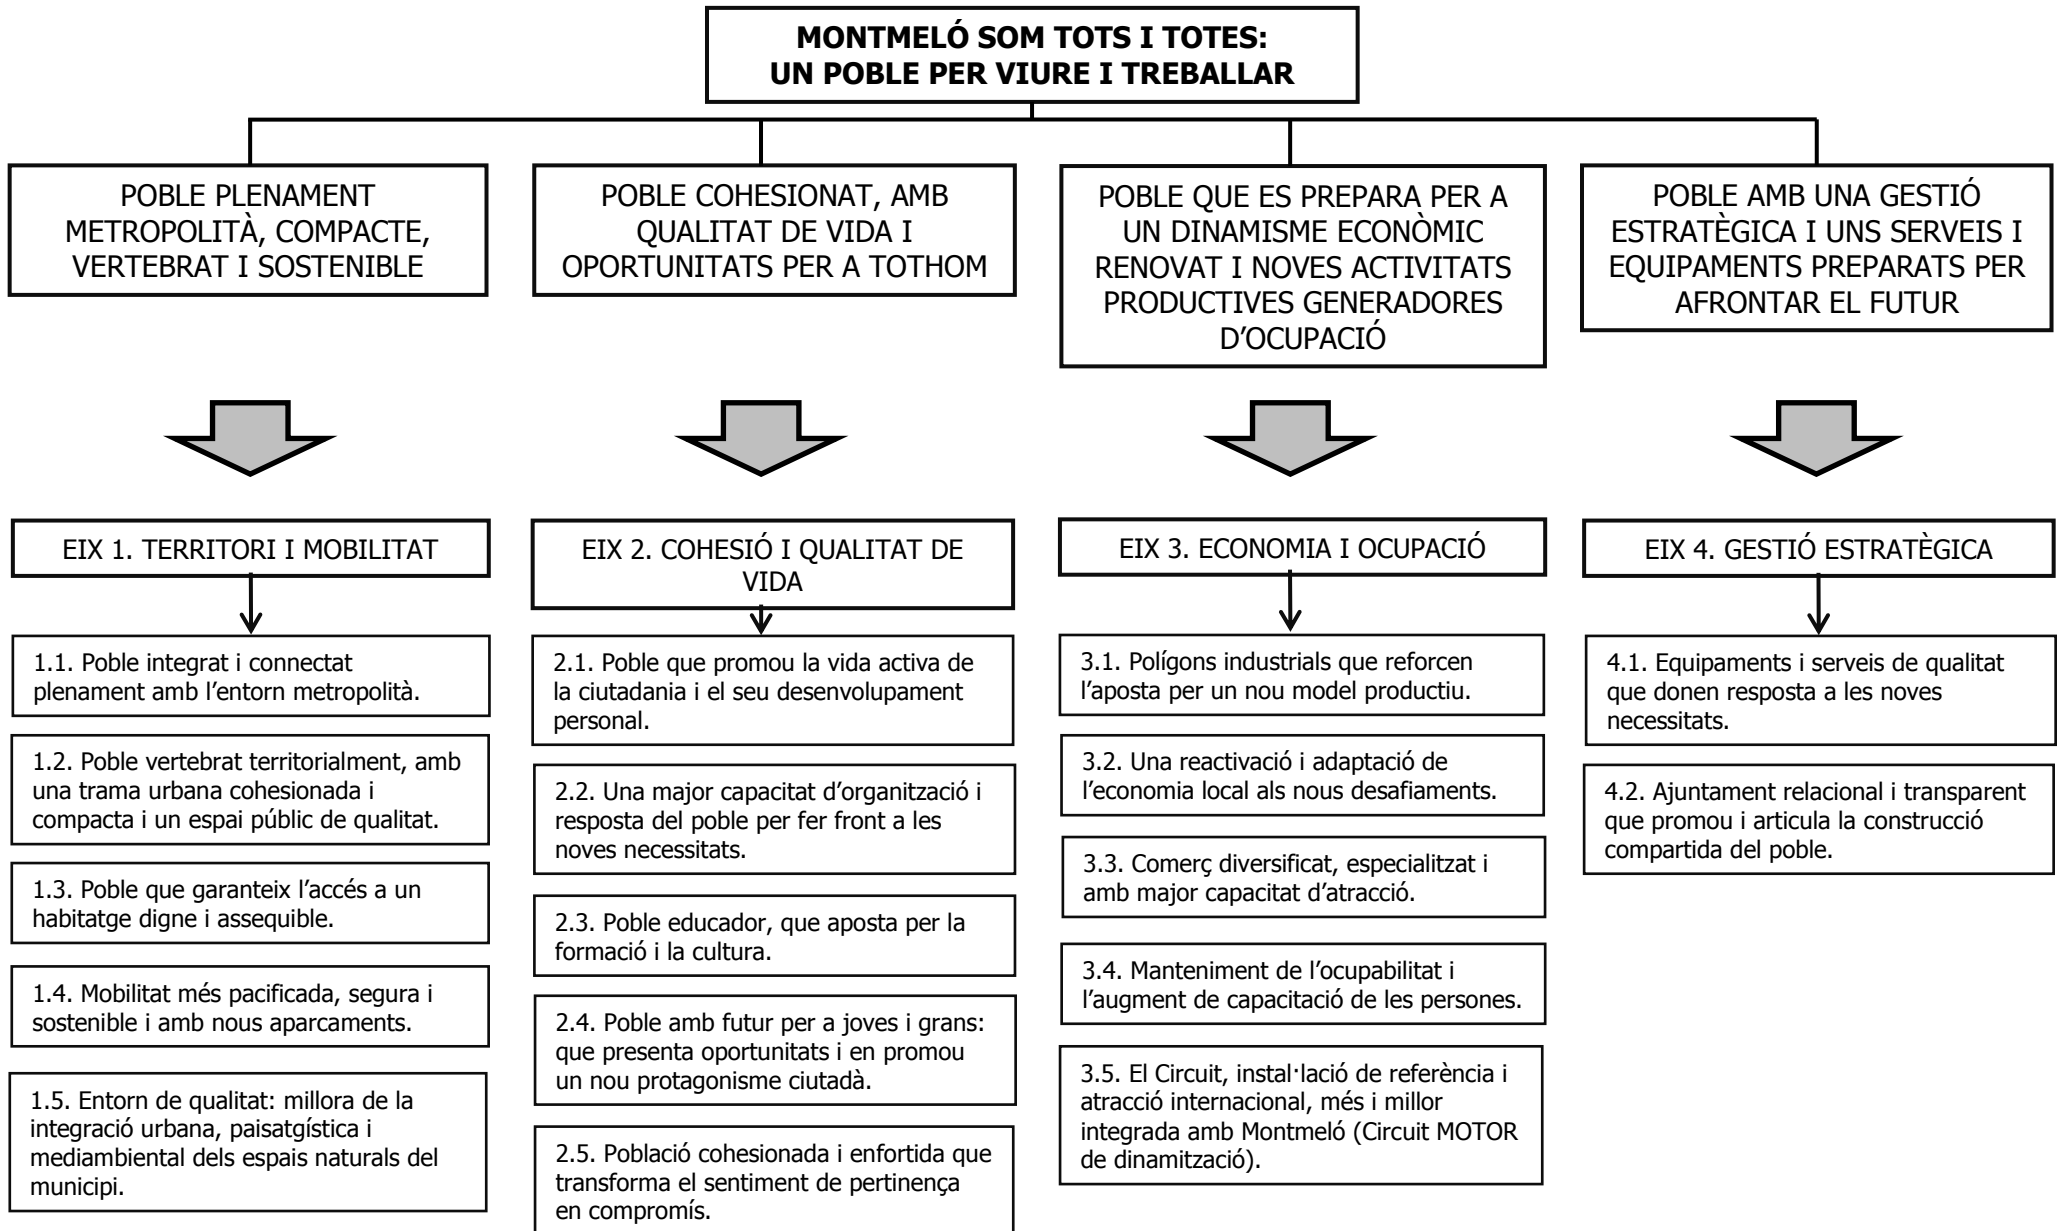 MONTMELÓ SOM TOTS I TOTES:
UN POBLE PER VIURE I TREBALLAR
POBLE PLENAMENT
METROPOLITÀ, COMPACTE,
VERTEBRAT I SOSTENIBLE
POBLE COHESIONAT, AMB
QUALITAT DE VIDA I
OPORTUNITATS PER A TOTHOM
POBLE QUE ES PREPARA PER A
UN DINAMISME ECONÒMIC
RENOVAT I NOVES ACTIVITATS
PRODUCTIVES GENERADORES
D’OCUPACIÓ
POBLE AMB UNA GESTIÓ
ESTRATÈGICA I UNS SERVEIS I
EQUIPAMENTS PREPARATS PER
AFRONTAR EL FUTUR
EIX 1. TERRITORI I MOBILITAT
1.1. Poble integrat i connectat
plenament amb l’entorn metropolità.
1.2. Poble vertebrat territorialment, amb
una trama urbana cohesionada i
compacta i un espai públic de qualitat.
1.3. Poble que garanteix l’accés a un
habitatge digne i assequible.
1.4. Mobilitat més pacificada, segura i
sostenible i amb nous aparcaments.
1.5. Entorn de qualitat: millora de la
integració urbana, paisatgística i
mediambiental dels espais naturals del
municipi.
EIX 2. COHESIÓ I QUALITAT DE
VIDA
2.1. Poble que promou la vida activa de
la ciutadania i el seu desenvolupament
personal.
2.2. Una major capacitat d’organització i
resposta del poble per fer front a les
noves necessitats.
2.3. Poble educador, que aposta per la
formació i la cultura.
2.4. Poble amb futur per a joves i grans:
que presenta oportunitats i en promou
un nou protagonisme ciutadà.
2.5. Població cohesionada i enfortida que
transforma el sentiment de pertinença
en compromís.
EIX 3. ECONOMIA I OCUPACIÓ
3.1. Polígons industrials que reforcen
l’aposta per un nou model productiu.
3.2. Una reactivació i adaptació de
l’economia local als nous desafiaments.
3.3. Comerç diversificat, especialitzat i
amb major capacitat d’atracció.
3.4. Manteniment de l’ocupabilitat i
l’augment de capacitació de les persones.
3.5. El Circuit, instal·lació de referència i
atracció internacional, més i millor
integrada amb Montmeló (Circuit MOTOR
de dinamització).
EIX 4. GESTIÓ ESTRATÈGICA
4.1. Equipaments i serveis de qualitat
que donen resposta a les noves
necessitats.
4.2. Ajuntament relacional i transparent
que promou i articula la construcció
compartida del poble.